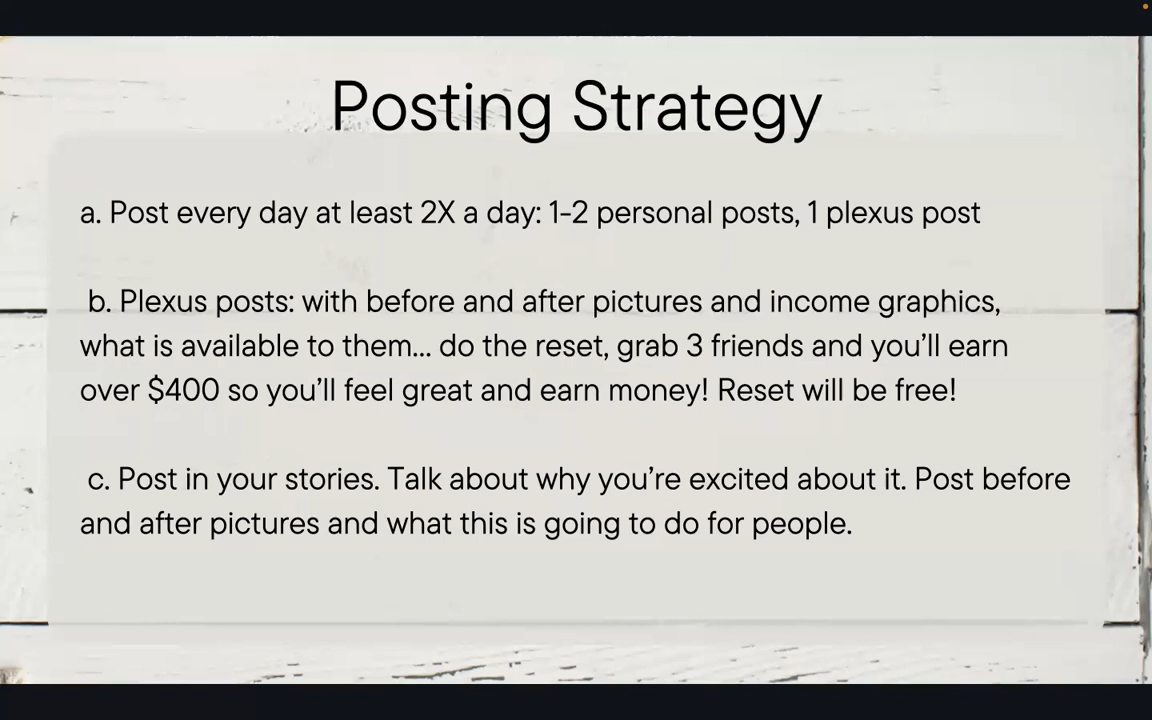 Posting Strategy
a. Post every day at least 2X a day: 1-2 personal posts, 1 plexus post
b. Plexus posts: with before and after pictures and income graphics,
what is available to them... do the reset, grab 3 friends and you’ll earn
over $400 so you’ll feel great and earn money! Reset will be free!
c. Post in your stories. Talk about why you’re excited about it. Post before
and after pictures and what this is going to do for people.